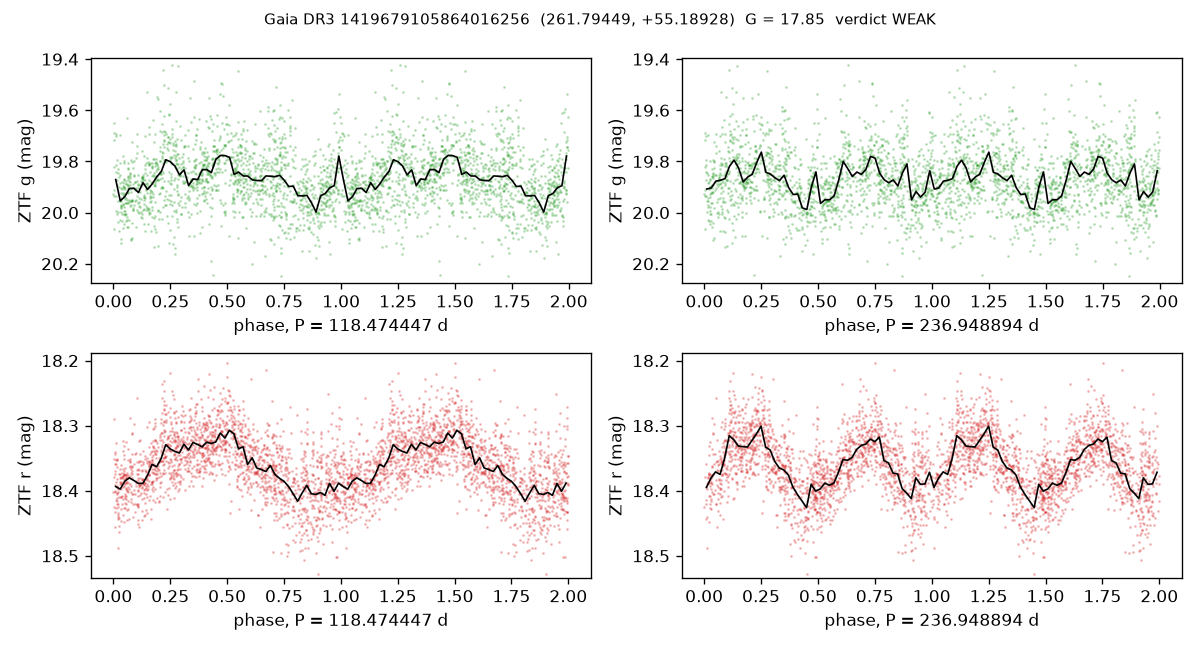 Gaia DR3 1419679105864016256 (261.79449, +55.18928) G = 17.85 verdict WEAK
ZTF g (mag)
19.4
19.6
19.8
20.0
20.2
0.00 0.25 0.50 0.75 1.00 1.25 1.50 1.75 2.00
phase, P = 118.474447 d
ZTF g (mag)
19.4
19.6
19.8
20.0
20.2
0.00 0.25 0.50 0.75 1.00 1.25 1.50 1.75 2.00
phase, P = 236.948894 d
ZTF r (mag)
18.2
18.3
18.4
18.5
0.00 0.25 0.50 0.75 1.00 1.25 1.50 1.75 2.00
phase, P = 118.474447 d
ZTF r (mag)
18.2
18.3
18.4
18.5
0.00 0.25 0.50 0.75 1.00 1.25 1.50 1.75 2.00
phase, P = 236.948894 d